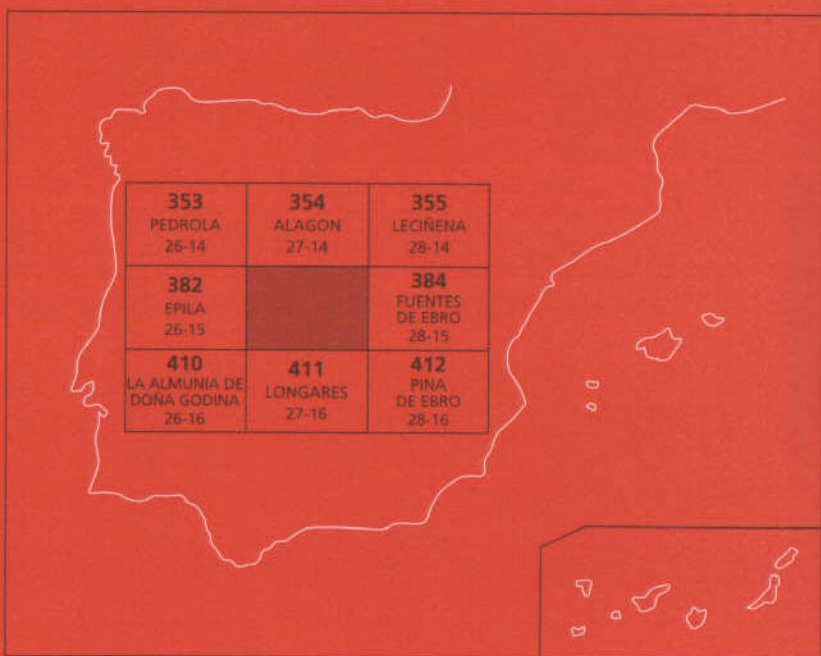 353
PEDROLA
26-14
354
ALAGON
27-14
355
LECIÑENA
28-14
382
EPILA
26-15
384
FUENTES
DE EBRO
28-15
410
LA ALMUNIA DE
DOÑA GODINA
26-16
411
LONGARES
27-16
412
PINA
DE EBRO
28-16